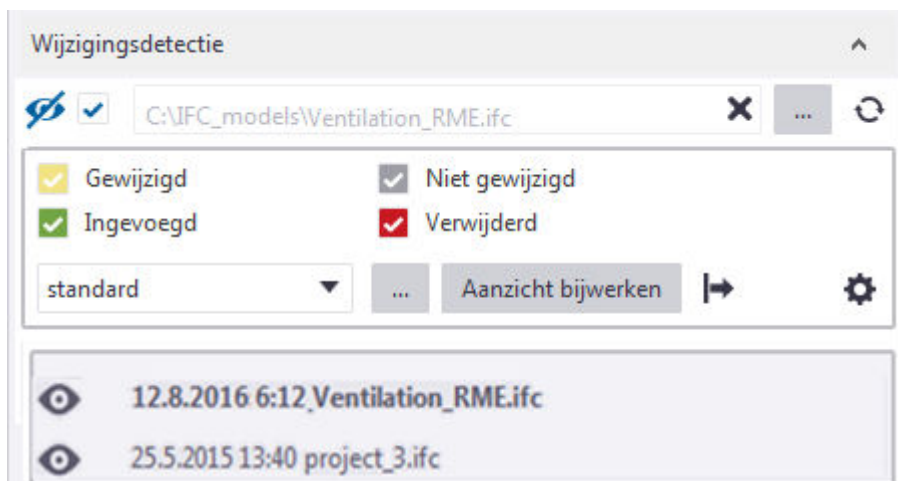 Wijzigingsdetectie
C:\IFC_models\Ventilation_RME.ifc ...
Gewijzigd Niet gewijzigd
Ingevoegd Verwijderd
standard ... Aanzicht bijwerken
12.8.2016 6:12 Ventilation_RME.ifc
25.5.2015 13:40 project_3.ifc